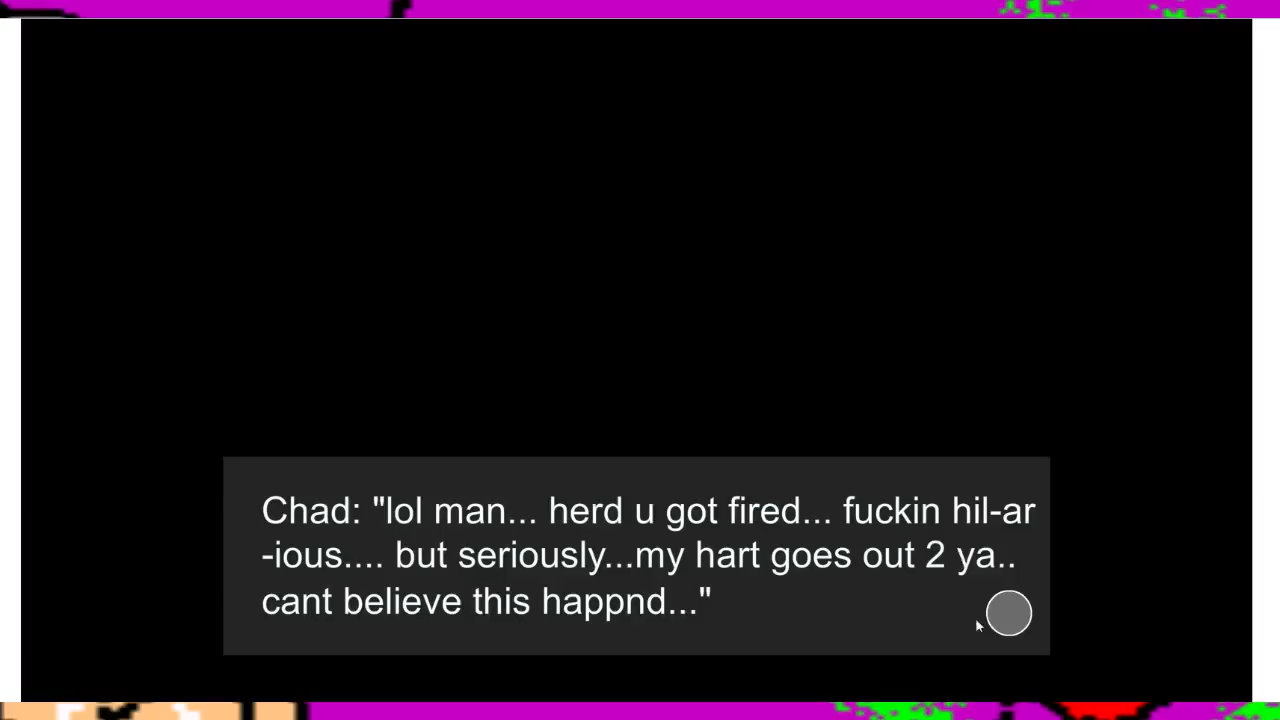 Chad: "lol man... herd u got fired... fuckin hil-ar
-ious.... but seriously...my hart goes out 2 ya..
cant believe this happnd..."